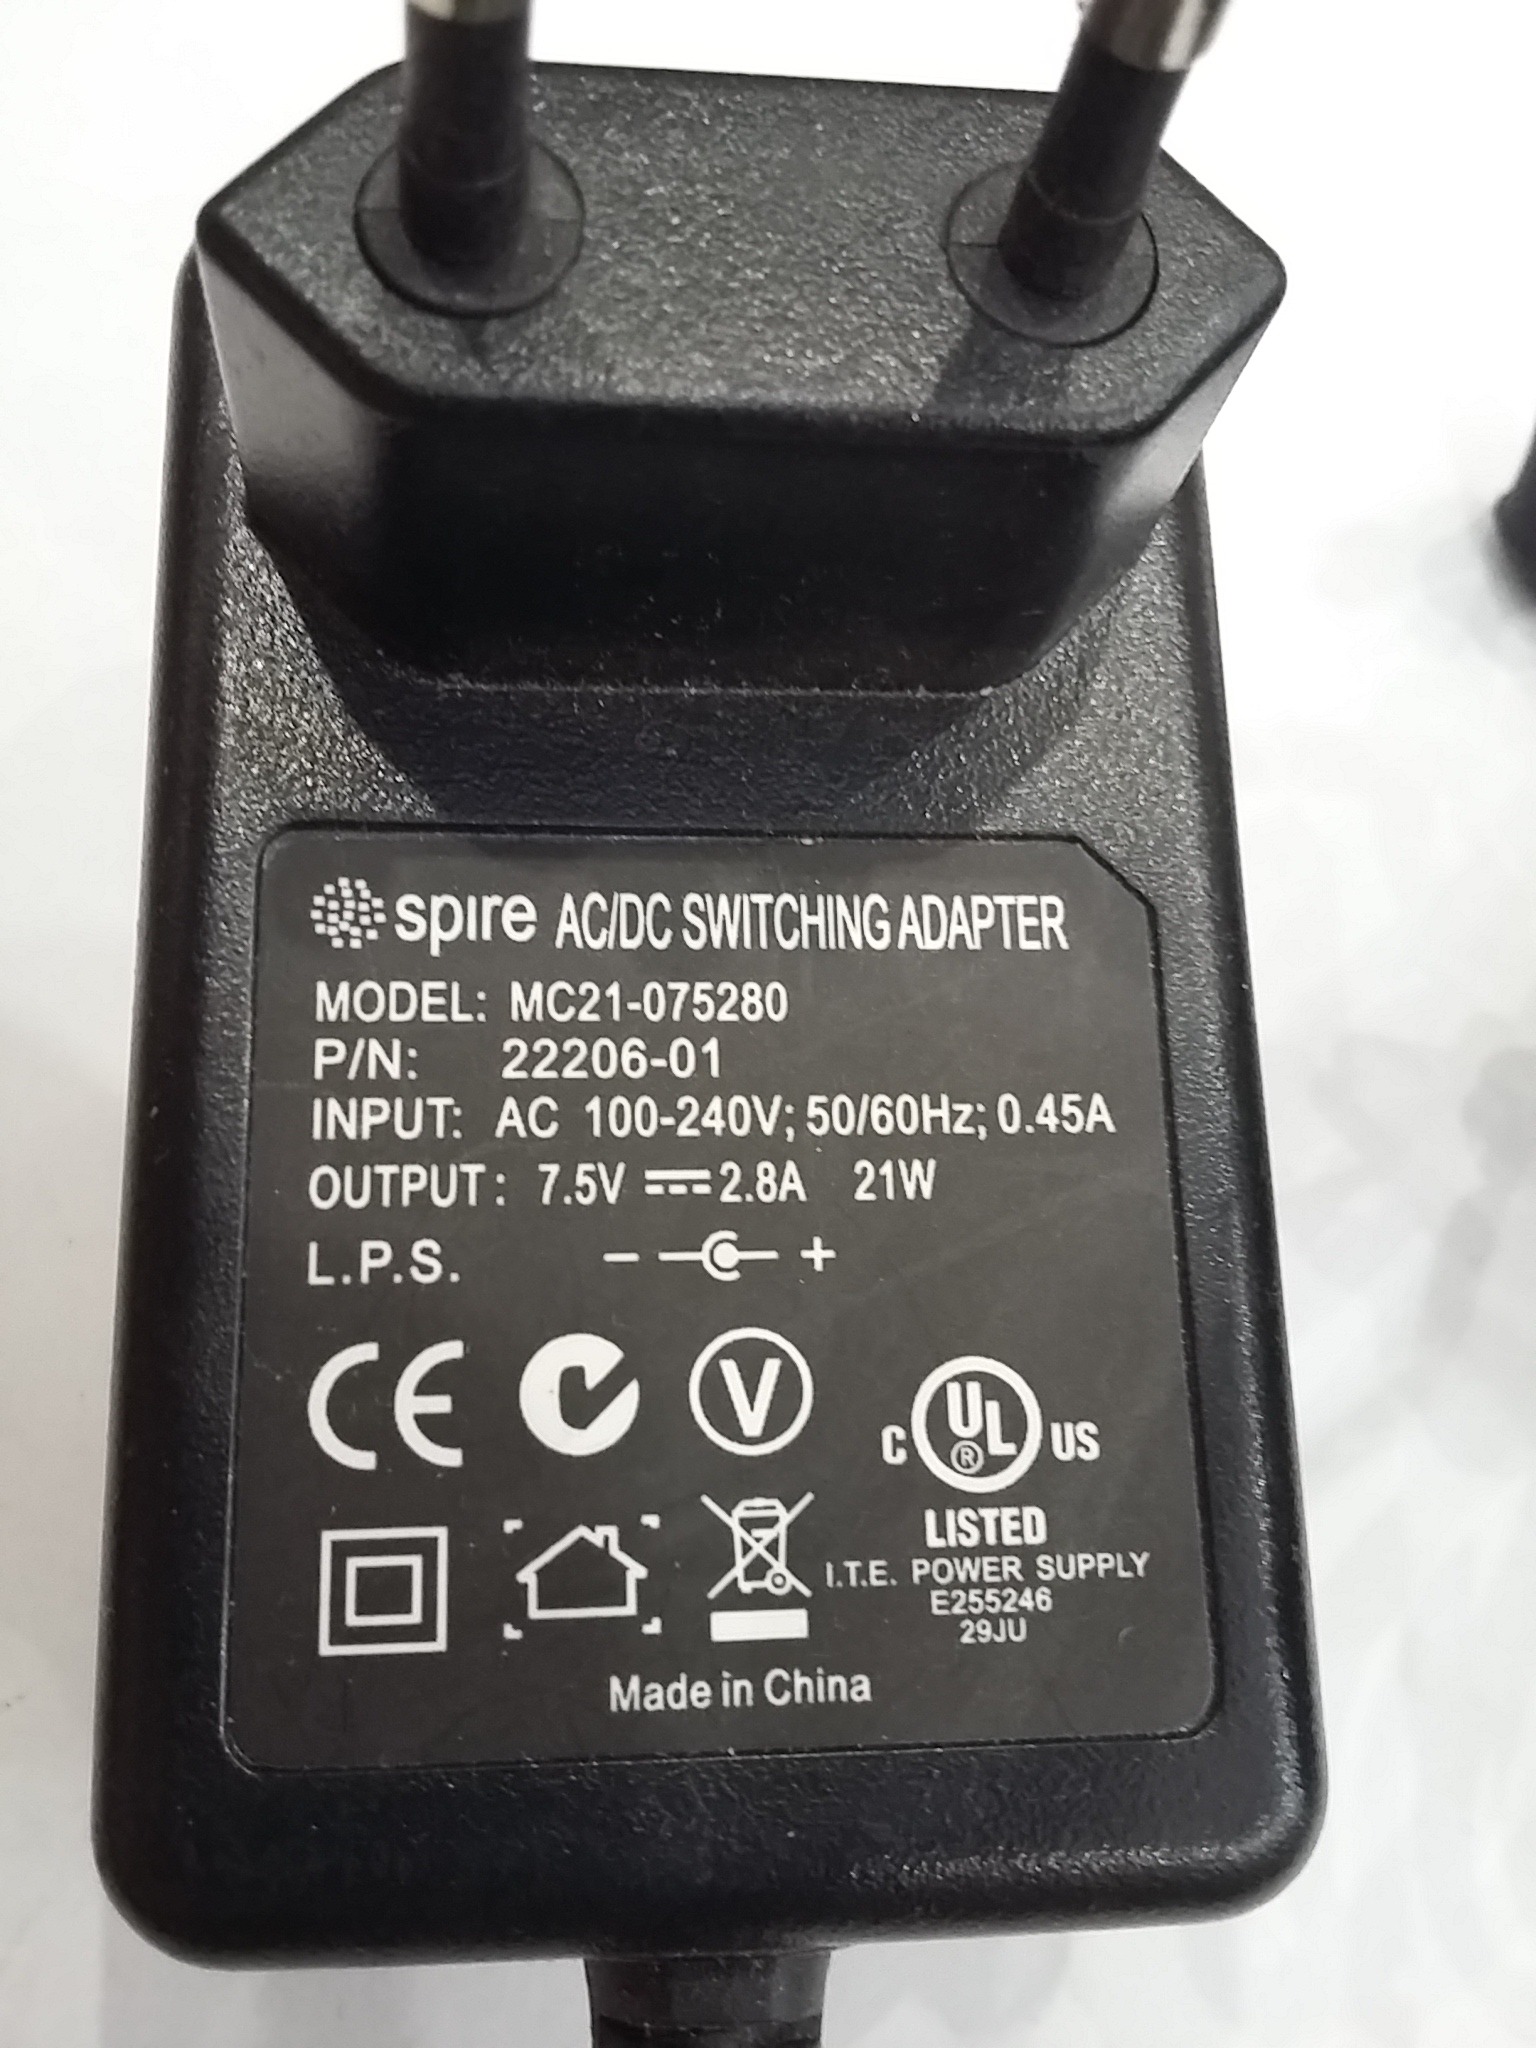 spire AC/DC SWITCHING ADAPTER
MODEL: MC21-075280
P/N: 22206-01
INPUT: AC 100-240V; 50/60Hz; 0.45A
OUTPUT: 7.5V 2.8A 21W
L.P.S. - +
CE V
C UL ® US
LISTED
I.T.E. POWER SUPPLY
E255246
29JU
Made in China